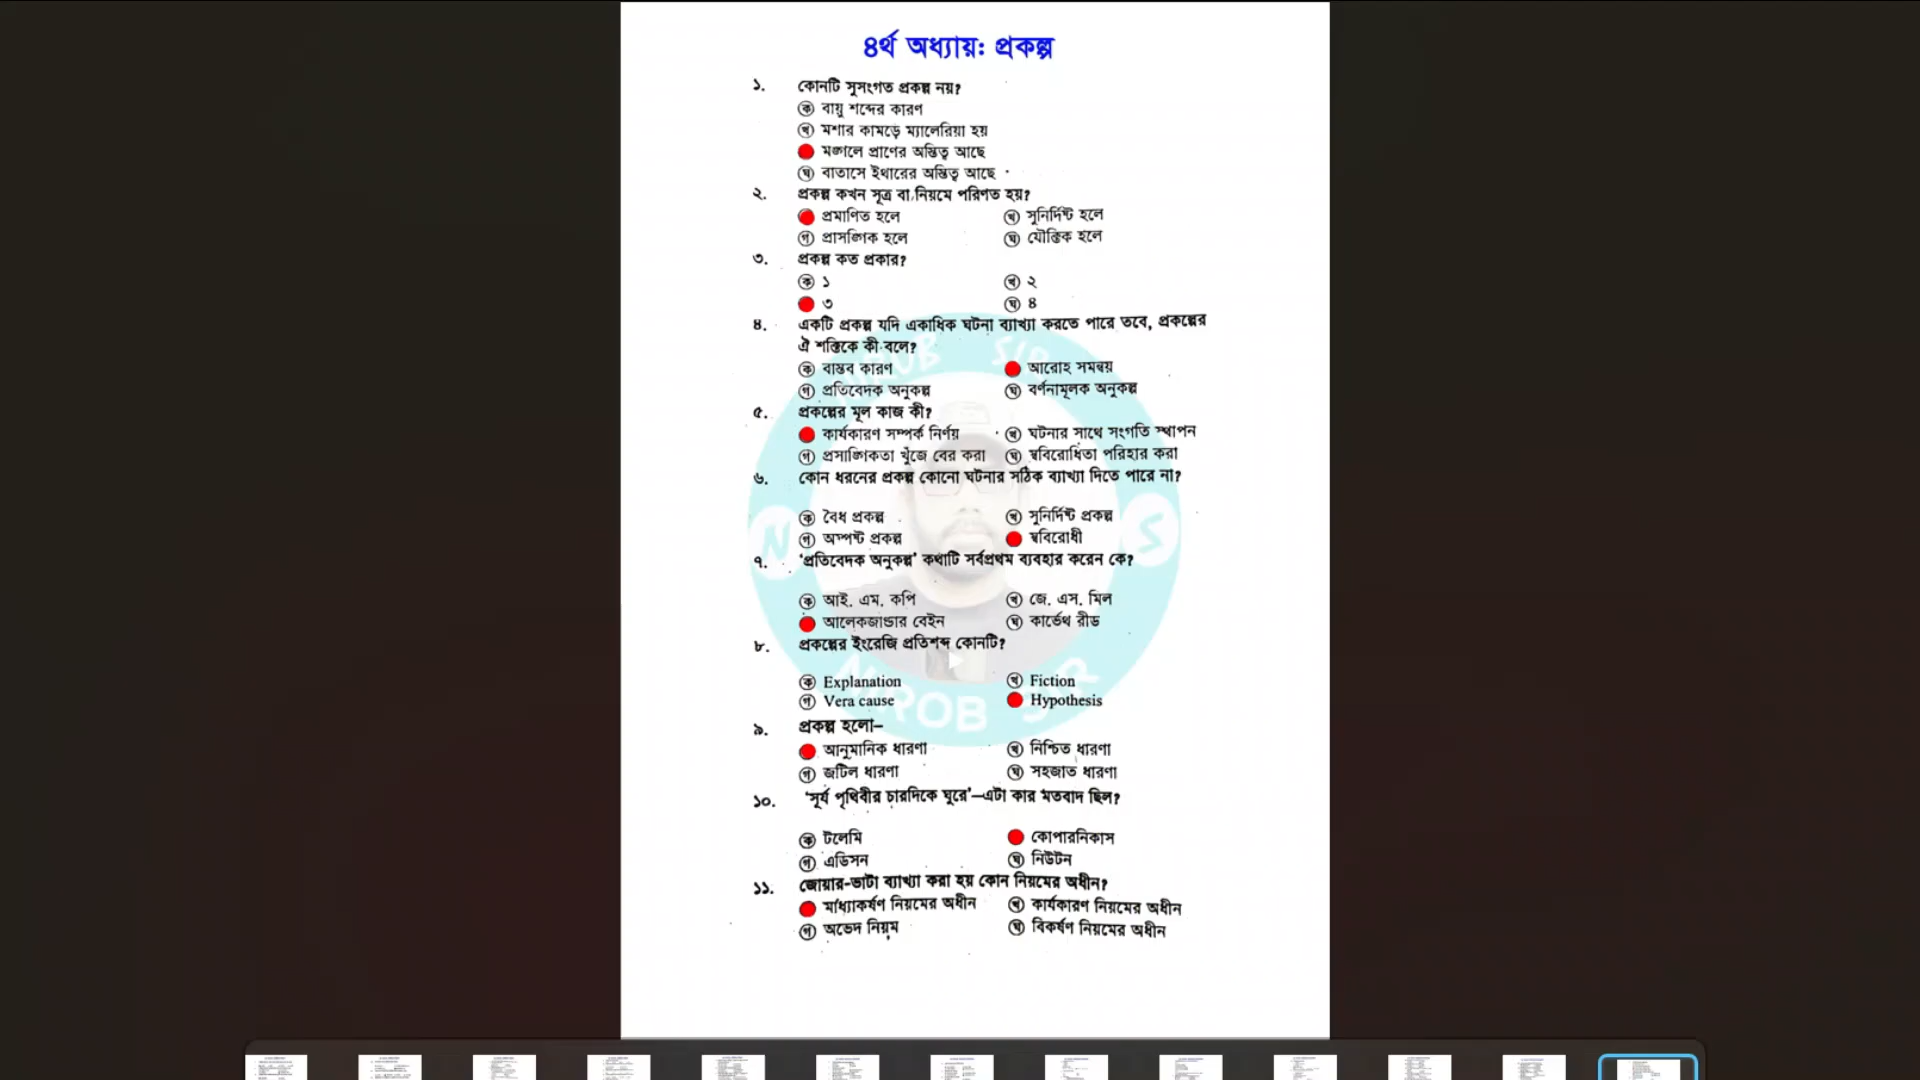 ৪র্থ অধ্যায়: প্রকল্প
১. কোনটি সুসংগত প্রকল্প নয়?
ক বায়ু শব্দের কারণ
খ মশার কামড়ে ম্যালেরিয়া হয়
মঙ্গলে প্রাণের অস্তিত্ব আছে
ঘ বাতাসে ইথারের অস্তিত্ব আছে
২. প্রকল্প কখন সূত্র বা নিয়মে পরিণত হয়?
প্রমাণিত হলে খ সুনির্দিষ্ট হলে
গ প্রাসঙ্গিক হলে ঘ যৌক্তিক হলে
৩. প্রকল্প কত প্রকার?
ক ১ খ ২
৩ ঘ ৪
৪. একটি প্রকল্প যদি একাধিক ঘটনা ব্যাখ্যা করতে পারে তবে, প্রকল্পের
ঐ শক্তিকে কী বলে?
ক বাস্তব কারণ আরোহ সমন্বয়
গ প্রতিবেদক অনুকল্প ঘ বর্ণনামূলক অনুকল্প
৫. প্রকল্পের মূল কাজ কী?
কার্যকারণ সম্পর্ক নির্ণয় খ ঘটনার সাথে সংগতি স্থাপন
গ প্রসাঙ্গিকতা খুঁজে বের করা ঘ স্ববিরোধিতা পরিহার করা
৬. কোন ধরনের প্রকল্প কোনো ঘটনার সঠিক ব্যাখ্যা দিতে পারে না?
ক বৈধ প্রকল্প খ সুনির্দিষ্ট প্রকল্প
গ অস্পষ্ট প্রকল্প স্ববিরোধী
৭. 'প্রতিবেদক অনুকল্প' কথাটি সর্বপ্রথম ব্যবহার করেন কে?
ক আই. এম. কপি খ জে. এস. মিল
আলেকজান্ডার বেইন ঘ কার্ভেথ রীড
৮. প্রকল্পের ইংরেজি প্রতিশব্দ কোনটি?
ক Explanation খ Fiction
গ Vera cause Hypothesis
৯. প্রকল্প হলো–
আনুমানিক ধারণা খ নিশ্চিত ধারণা
গ জটিল ধারণা ঘ সহজাত ধারণা
১০. 'সূর্য পৃথিবীর চারদিকে ঘুরে'–এটা কার মতবাদ ছিল?
ক টলেমি কোপারনিকাস
গ এডিসন ঘ নিউটন
১১. জোয়ার-ভাটা ব্যাখ্যা করা হয় কোন নিয়মের অধীন?
মাধ্যাকর্ষণ নিয়মের অধীন খ কার্যকারণ নিয়মের অধীন
গ অভেদ নিয়ম ঘ বিকর্ষণ নিয়মের অধীন
NIROB SIR
N S
NIROB SIR